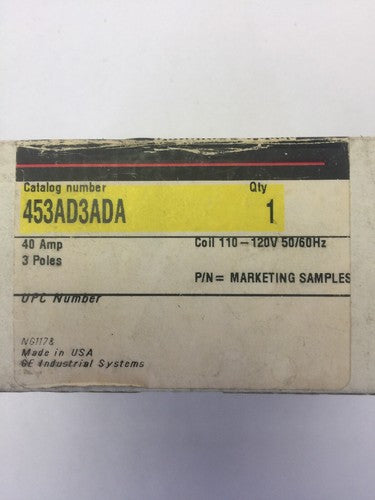 Catalog number Qty
453AD3ADA 1
40 Amp Coil 110-120V 50/60Hz
3 Poles
P/N= MARKETING SAMPLES
UPC Number
NG1178
Made in USA
GE Industrial Systems